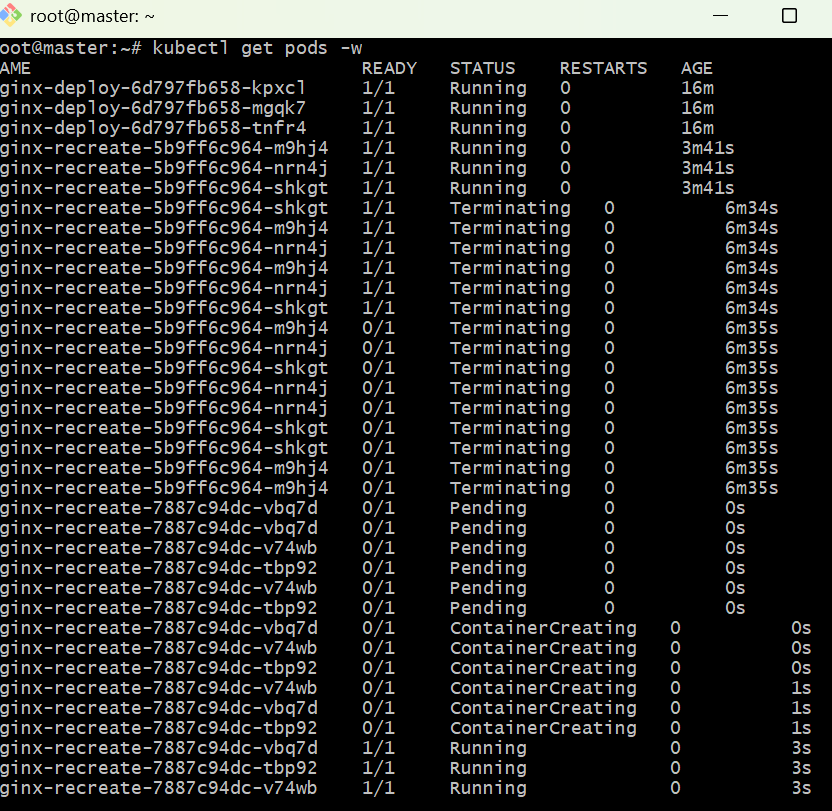 root@master: ~
oot@master:~# kubectl get pods -w
AME READY STATUS RESTARTS AGE
ginx-deploy-6d797fb658-kpxcl 1/1 Running 0 16m
ginx-deploy-6d797fb658-mgqk7 1/1 Running 0 16m
ginx-deploy-6d797fb658-tnfr4 1/1 Running 0 16m
ginx-recreate-5b9ff6c964-m9hj4 1/1 Running 0 3m41s
ginx-recreate-5b9ff6c964-nrn4j 1/1 Running 0 3m41s
ginx-recreate-5b9ff6c964-shkgt 1/1 Running 0 3m41s
ginx-recreate-5b9ff6c964-shkgt 1/1 Terminating 0 6m34s
ginx-recreate-5b9ff6c964-m9hj4 1/1 Terminating 0 6m34s
ginx-recreate-5b9ff6c964-nrn4j 1/1 Terminating 0 6m34s
ginx-recreate-5b9ff6c964-m9hj4 1/1 Terminating 0 6m34s
ginx-recreate-5b9ff6c964-nrn4j 1/1 Terminating 0 6m34s
ginx-recreate-5b9ff6c964-shkgt 1/1 Terminating 0 6m34s
ginx-recreate-5b9ff6c964-m9hj4 0/1 Terminating 0 6m35s
ginx-recreate-5b9ff6c964-nrn4j 0/1 Terminating 0 6m35s
ginx-recreate-5b9ff6c964-shkgt 0/1 Terminating 0 6m35s
ginx-recreate-5b9ff6c964-nrn4j 0/1 Terminating 0 6m35s
ginx-recreate-5b9ff6c964-nrn4j 0/1 Terminating 0 6m35s
ginx-recreate-5b9ff6c964-shkgt 0/1 Terminating 0 6m35s
ginx-recreate-5b9ff6c964-shkgt 0/1 Terminating 0 6m35s
ginx-recreate-5b9ff6c964-m9hj4 0/1 Terminating 0 6m35s
ginx-recreate-5b9ff6c964-m9hj4 0/1 Terminating 0 6m35s
ginx-recreate-7887c94dc-vbq7d 0/1 Pending 0 0s
ginx-recreate-7887c94dc-vbq7d 0/1 Pending 0 0s
ginx-recreate-7887c94dc-v74wb 0/1 Pending 0 0s
ginx-recreate-7887c94dc-tbp92 0/1 Pending 0 0s
ginx-recreate-7887c94dc-v74wb 0/1 Pending 0 0s
ginx-recreate-7887c94dc-tbp92 0/1 Pending 0 0s
ginx-recreate-7887c94dc-vbq7d 0/1 ContainerCreating 0 0s
ginx-recreate-7887c94dc-v74wb 0/1 ContainerCreating 0 0s
ginx-recreate-7887c94dc-tbp92 0/1 ContainerCreating 0 0s
ginx-recreate-7887c94dc-v74wb 0/1 ContainerCreating 0 1s
ginx-recreate-7887c94dc-vbq7d 0/1 ContainerCreating 0 1s
ginx-recreate-7887c94dc-tbp92 0/1 ContainerCreating 0 1s
ginx-recreate-7887c94dc-vbq7d 1/1 Running 0 3s
ginx-recreate-7887c94dc-tbp92 1/1 Running 0 3s
ginx-recreate-7887c94dc-v74wb 1/1 Running 0 3s